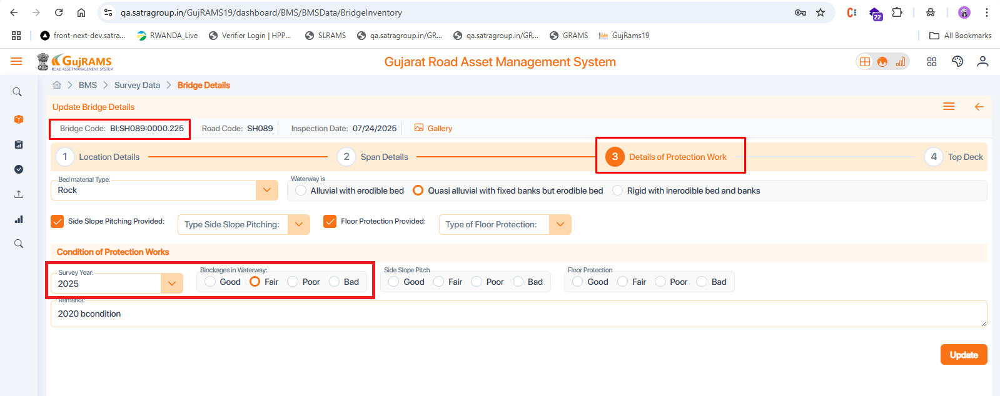 qa.satragroup.in/GujRAMS19/dashboard/BMS/BMSData/BridgeInventory
22
front-next-dev.satra... RWANDA_Live Verifier Login | HPP... SLRAMS qa.satragroup.in/GR... qa.satragroup.in/GR... GRAMS GujRams19 All Bookmarks
GujRAMS
ROAD ASSET MANAGEMENT SYSTEM
Gujarat Road Asset Management System
BMS > Survey Data > Bridge Details
Update Bridge Details
Bridge Code: BI:SH089:0000.225 Road Code: SH089 Inspection Date: 07/24/2025 Gallery
1 Location Details 2 Span Details 3 Details of Protection Work 4 Top Deck
Bed material Type: Waterway is
Rock Alluvial with erodible bed Quasi alluvial with fixed banks but erodible bed Rigid with inerodible bed and banks
Side Slope Pitching Provided: Type Side Slope Pitching: Floor Protection Provided: Type of Floor Protection:
Condition of Protection Works
Survey Year: Blockages in Waterway: Side Slope Pitch Floor Protection
2025 Good Fair Poor Bad Good Fair Poor Bad Good Fair Poor Bad
Remarks:
2020 bcondition
Update